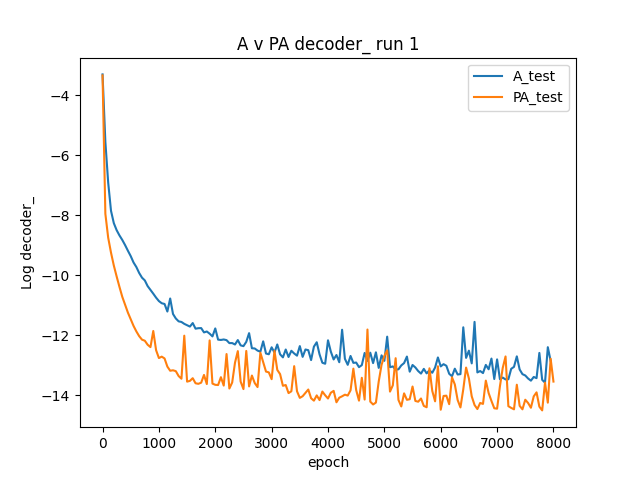 A v PA decoder_ run 1
A_test
PA_test
Log decoder_
−4
−6
−8
−10
−12
−14
0 1000 2000 3000 4000 5000 6000 7000 8000
epoch